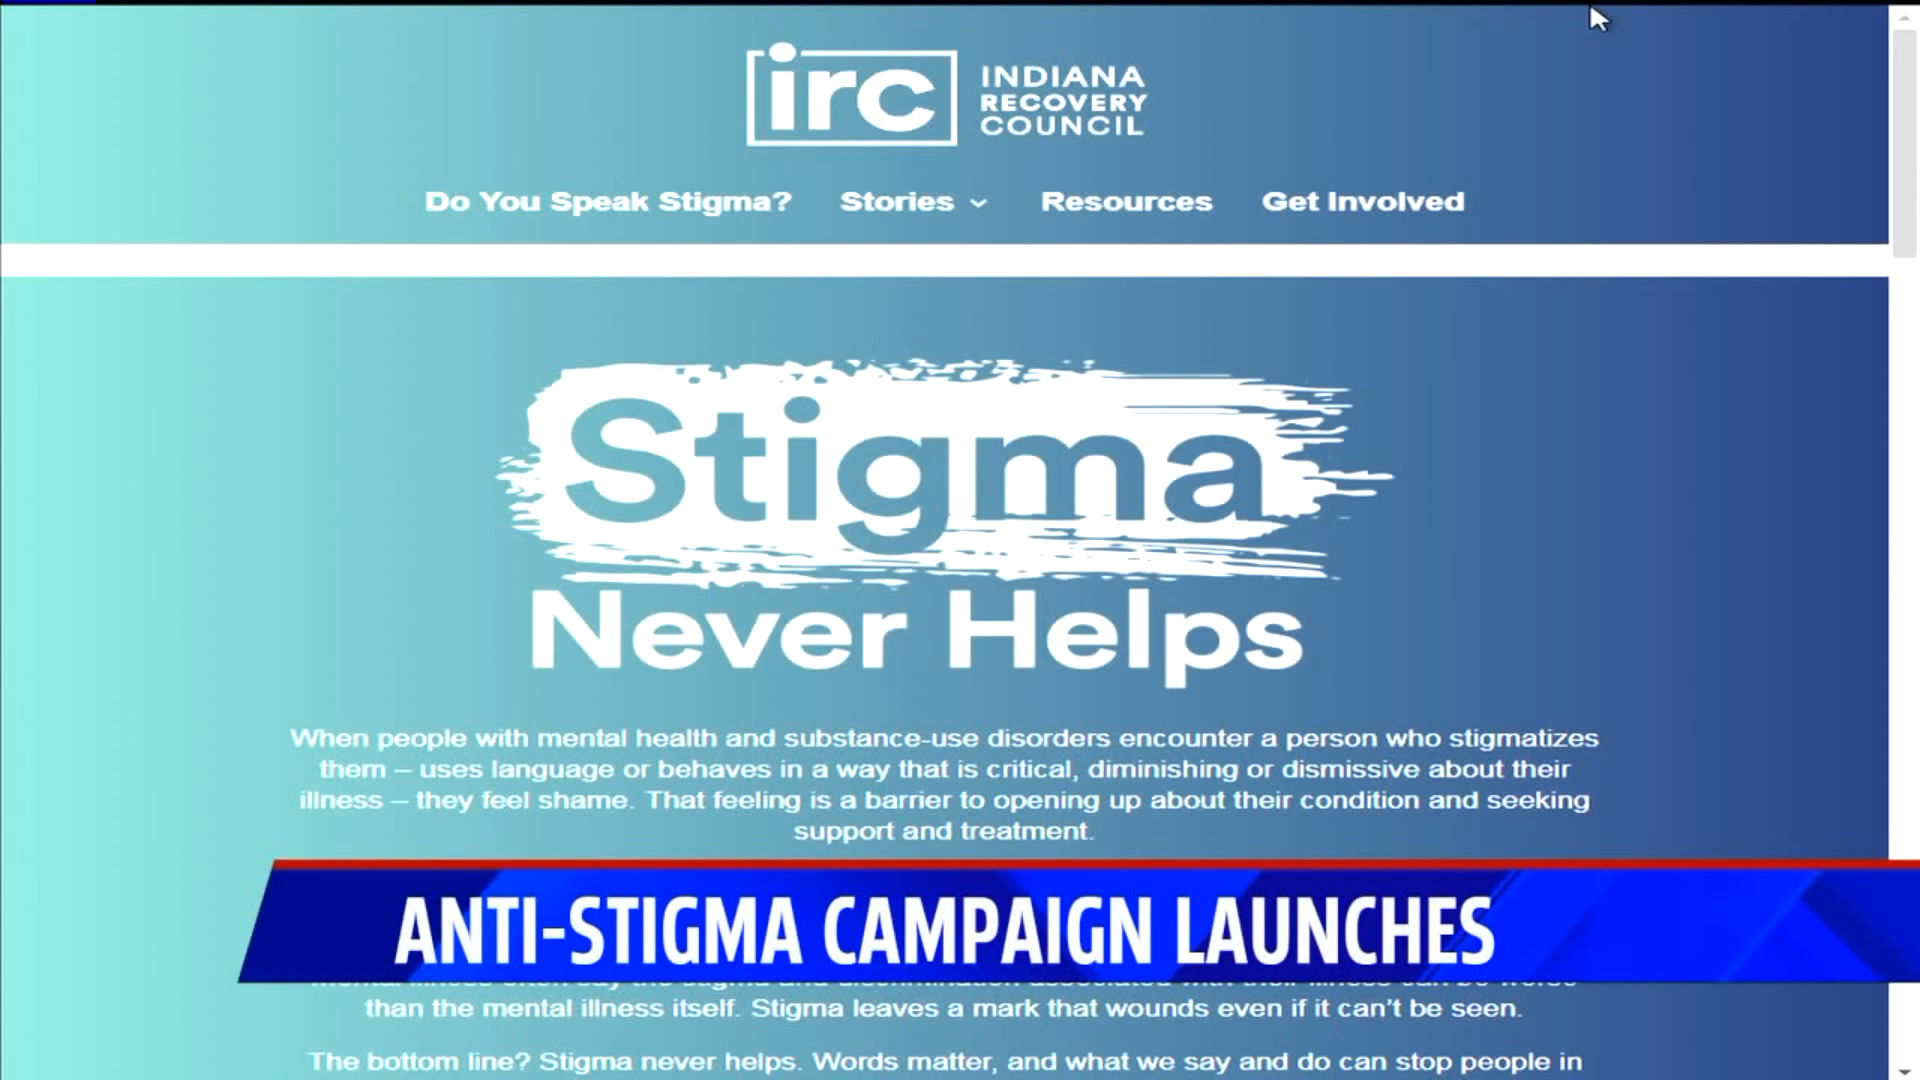 irc
INDIANA
RECOVERY
COUNCIL
Do You Speak Stigma? Stories Resources Get Involved
Stigma
Never Helps
When people with mental health and substance-use disorders encounter a person who stigmatizes
them – uses language or behaves in a way that is critical, diminishing or dismissive about their
illness – they feel shame. That feeling is a barrier to opening up about their condition and seeking
support and treatment.
ANTI-STIGMA CAMPAIGN LAUNCHES
than the mental illness itself. Stigma leaves a mark that wounds even if it can't be seen.
The bottom line? Stigma never helps. Words matter, and what we say and do can stop people in